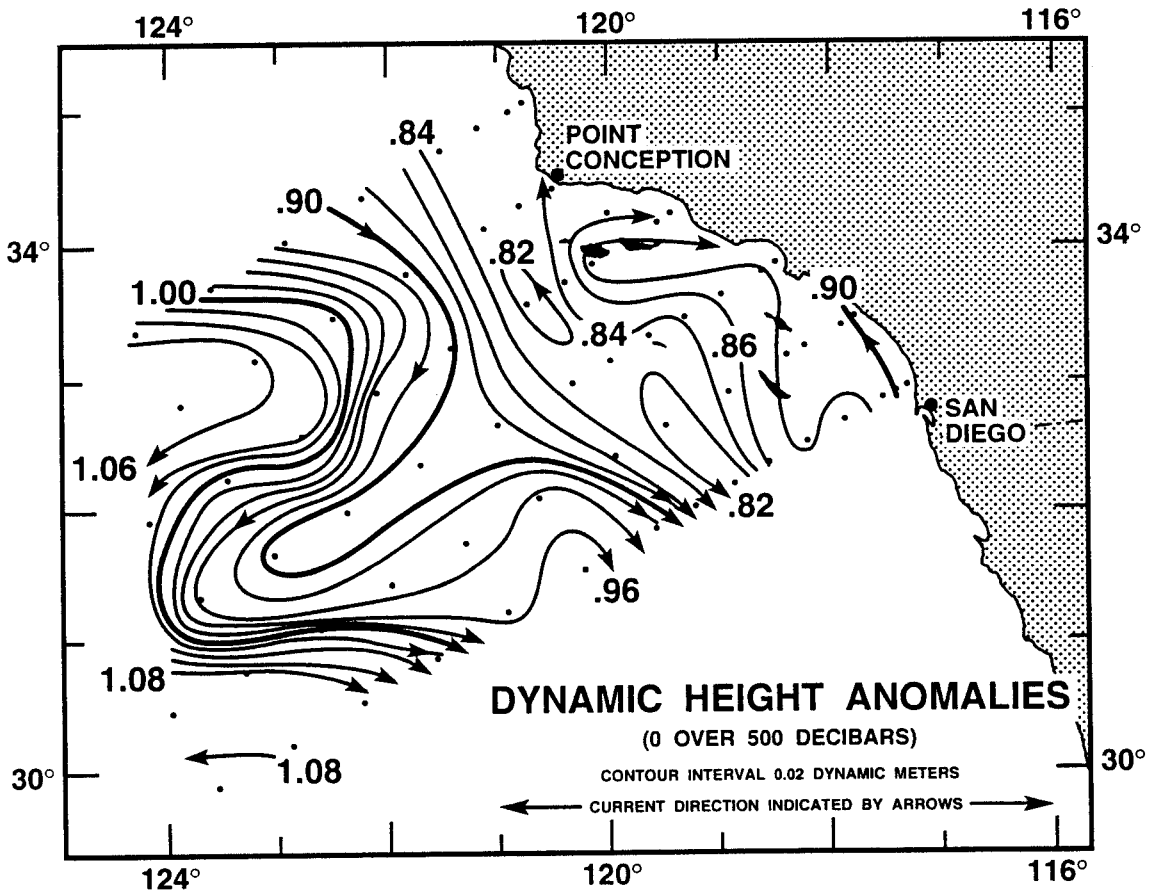 124° 120° 116°
.84
POINT
CONCEPTION
.90
34° 34°
.82
1.00 .90
.84 .86
SAN
DIEGO
1.06
.82
.96
1.08
DYNAMIC HEIGHT ANOMALIES
(0 OVER 500 DECIBARS)
1.08
CONTOUR INTERVAL 0.02 DYNAMIC METERS
30° 30°
CURRENT DIRECTION INDICATED BY ARROWS
124° 120° 116°